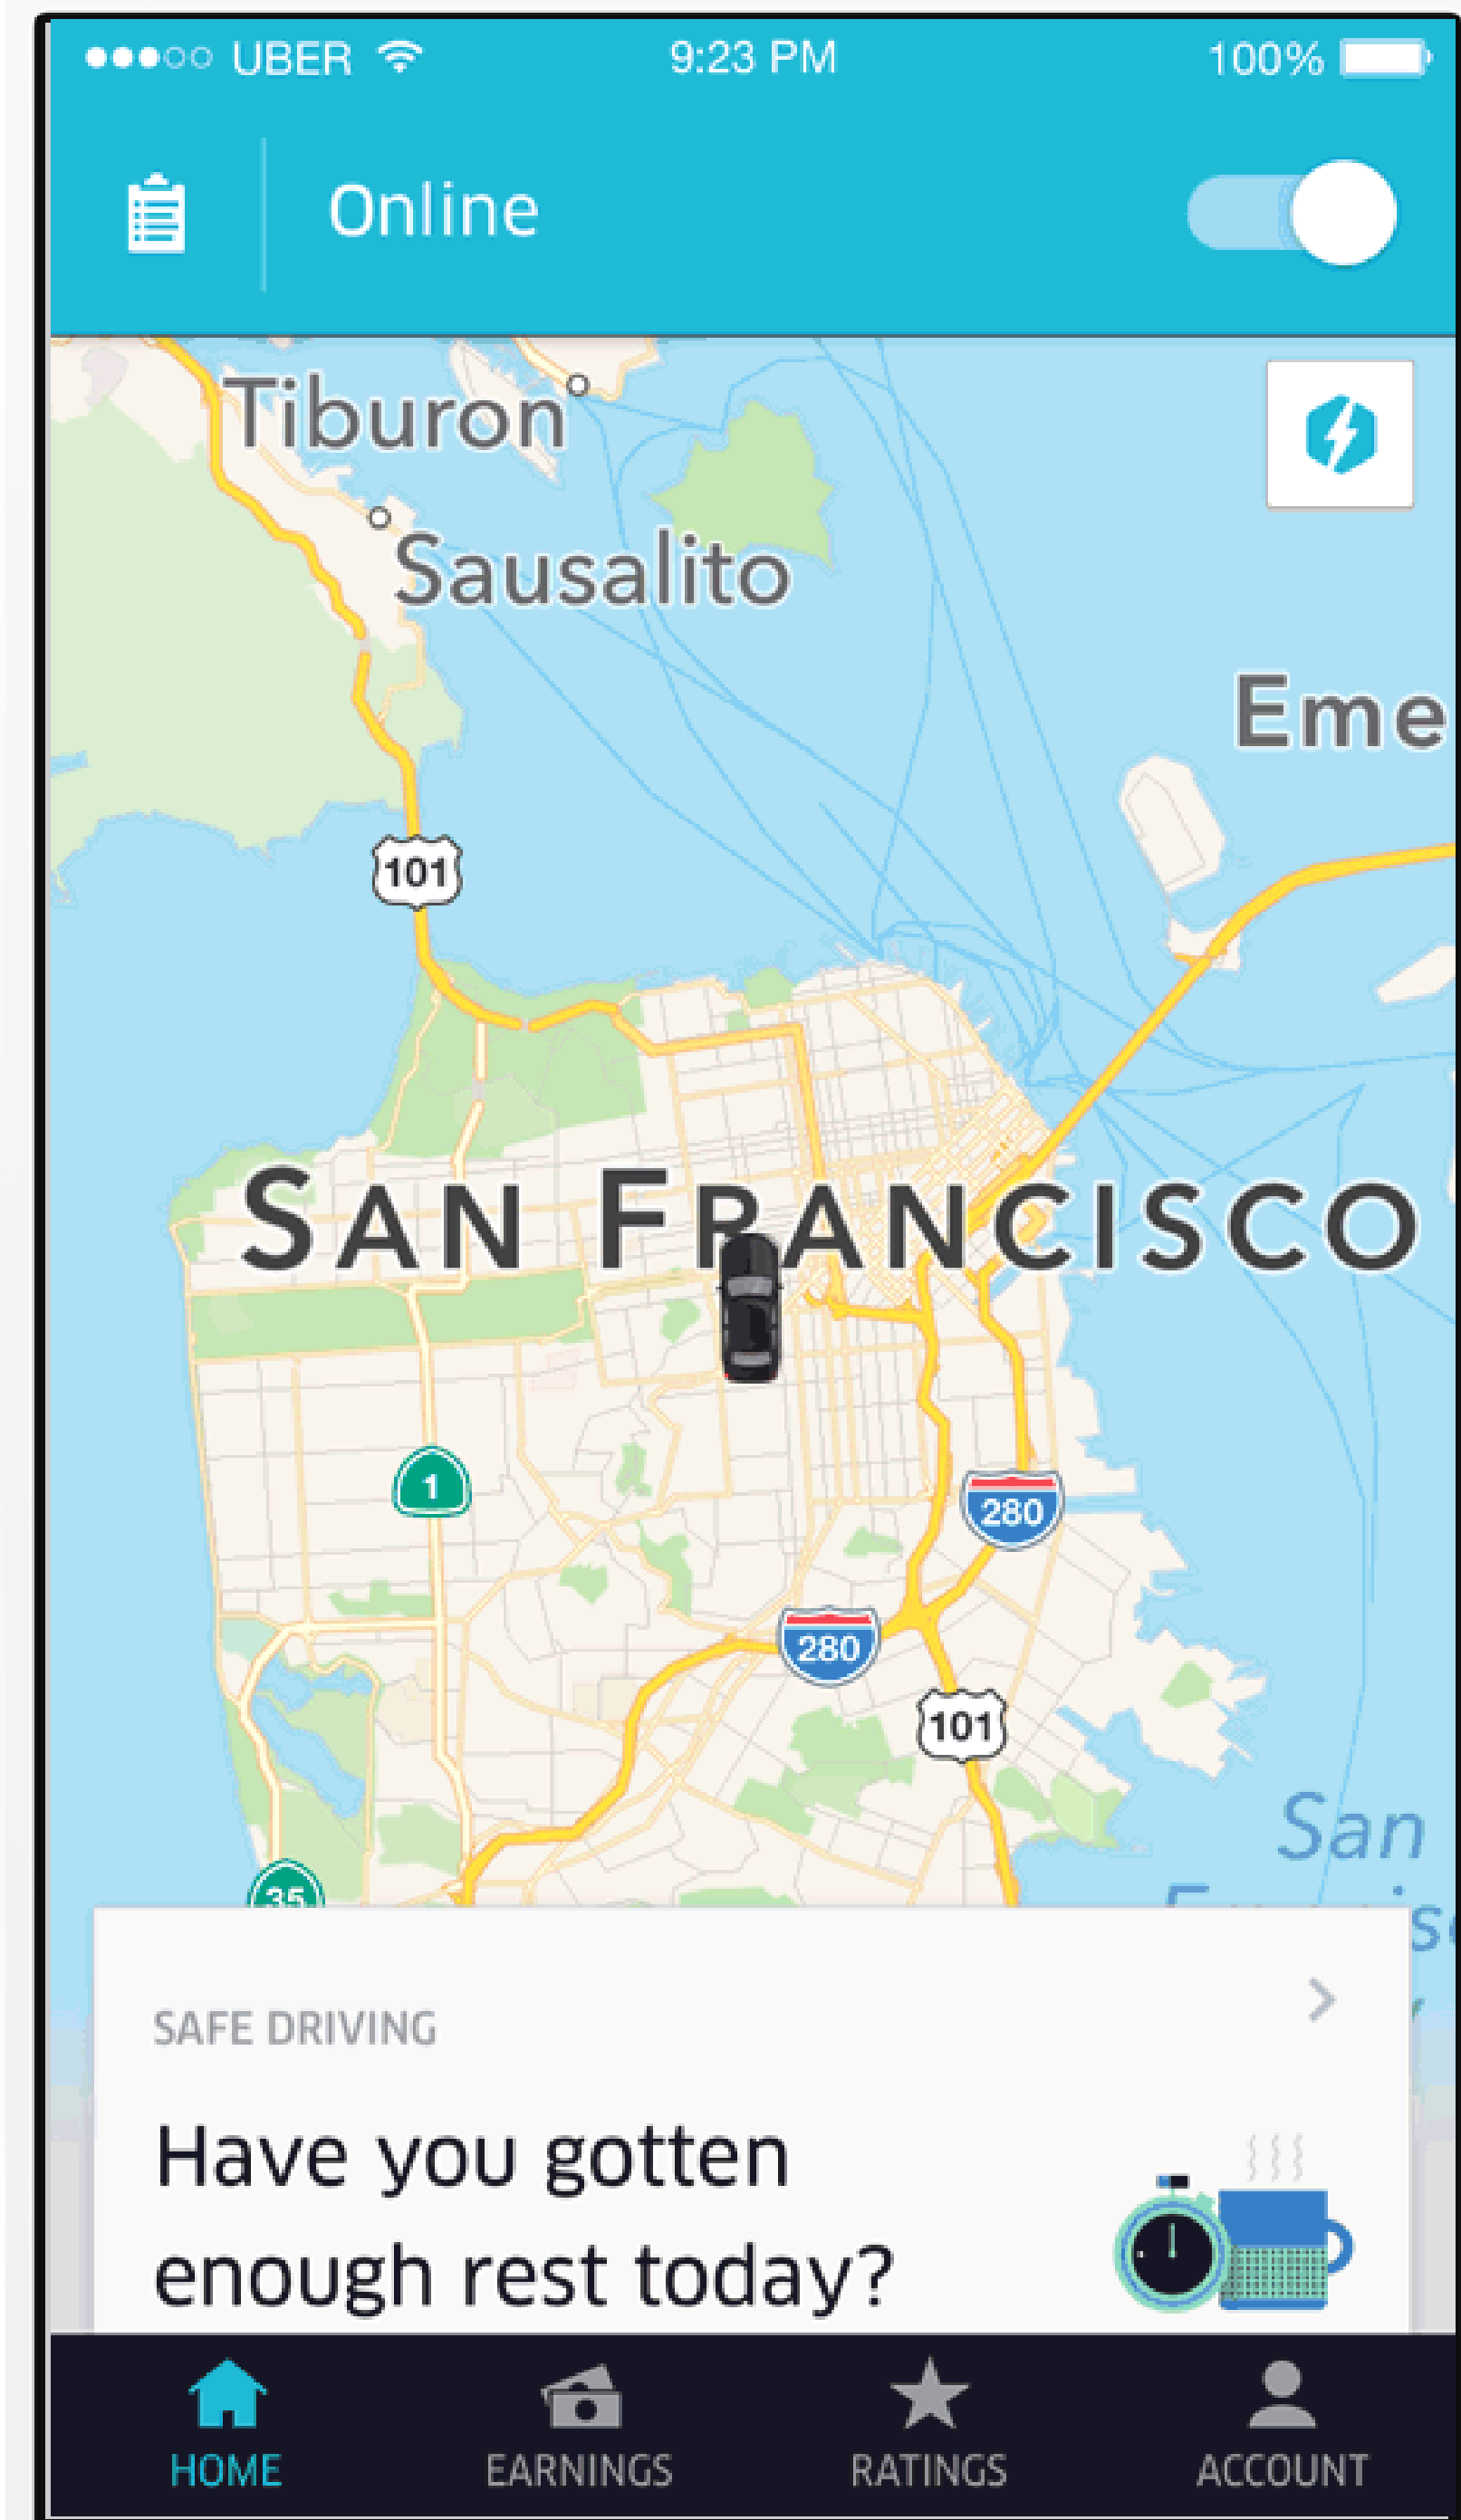 UBER 9:23 PM 100%
Online
Tiburon
Sausalito
Eme
101
SAN FRANCISCO
1
280
280
101
San
35
SAFE DRIVING
Have you gotten
enough rest today?
HOME EARNINGS RATINGS ACCOUNT